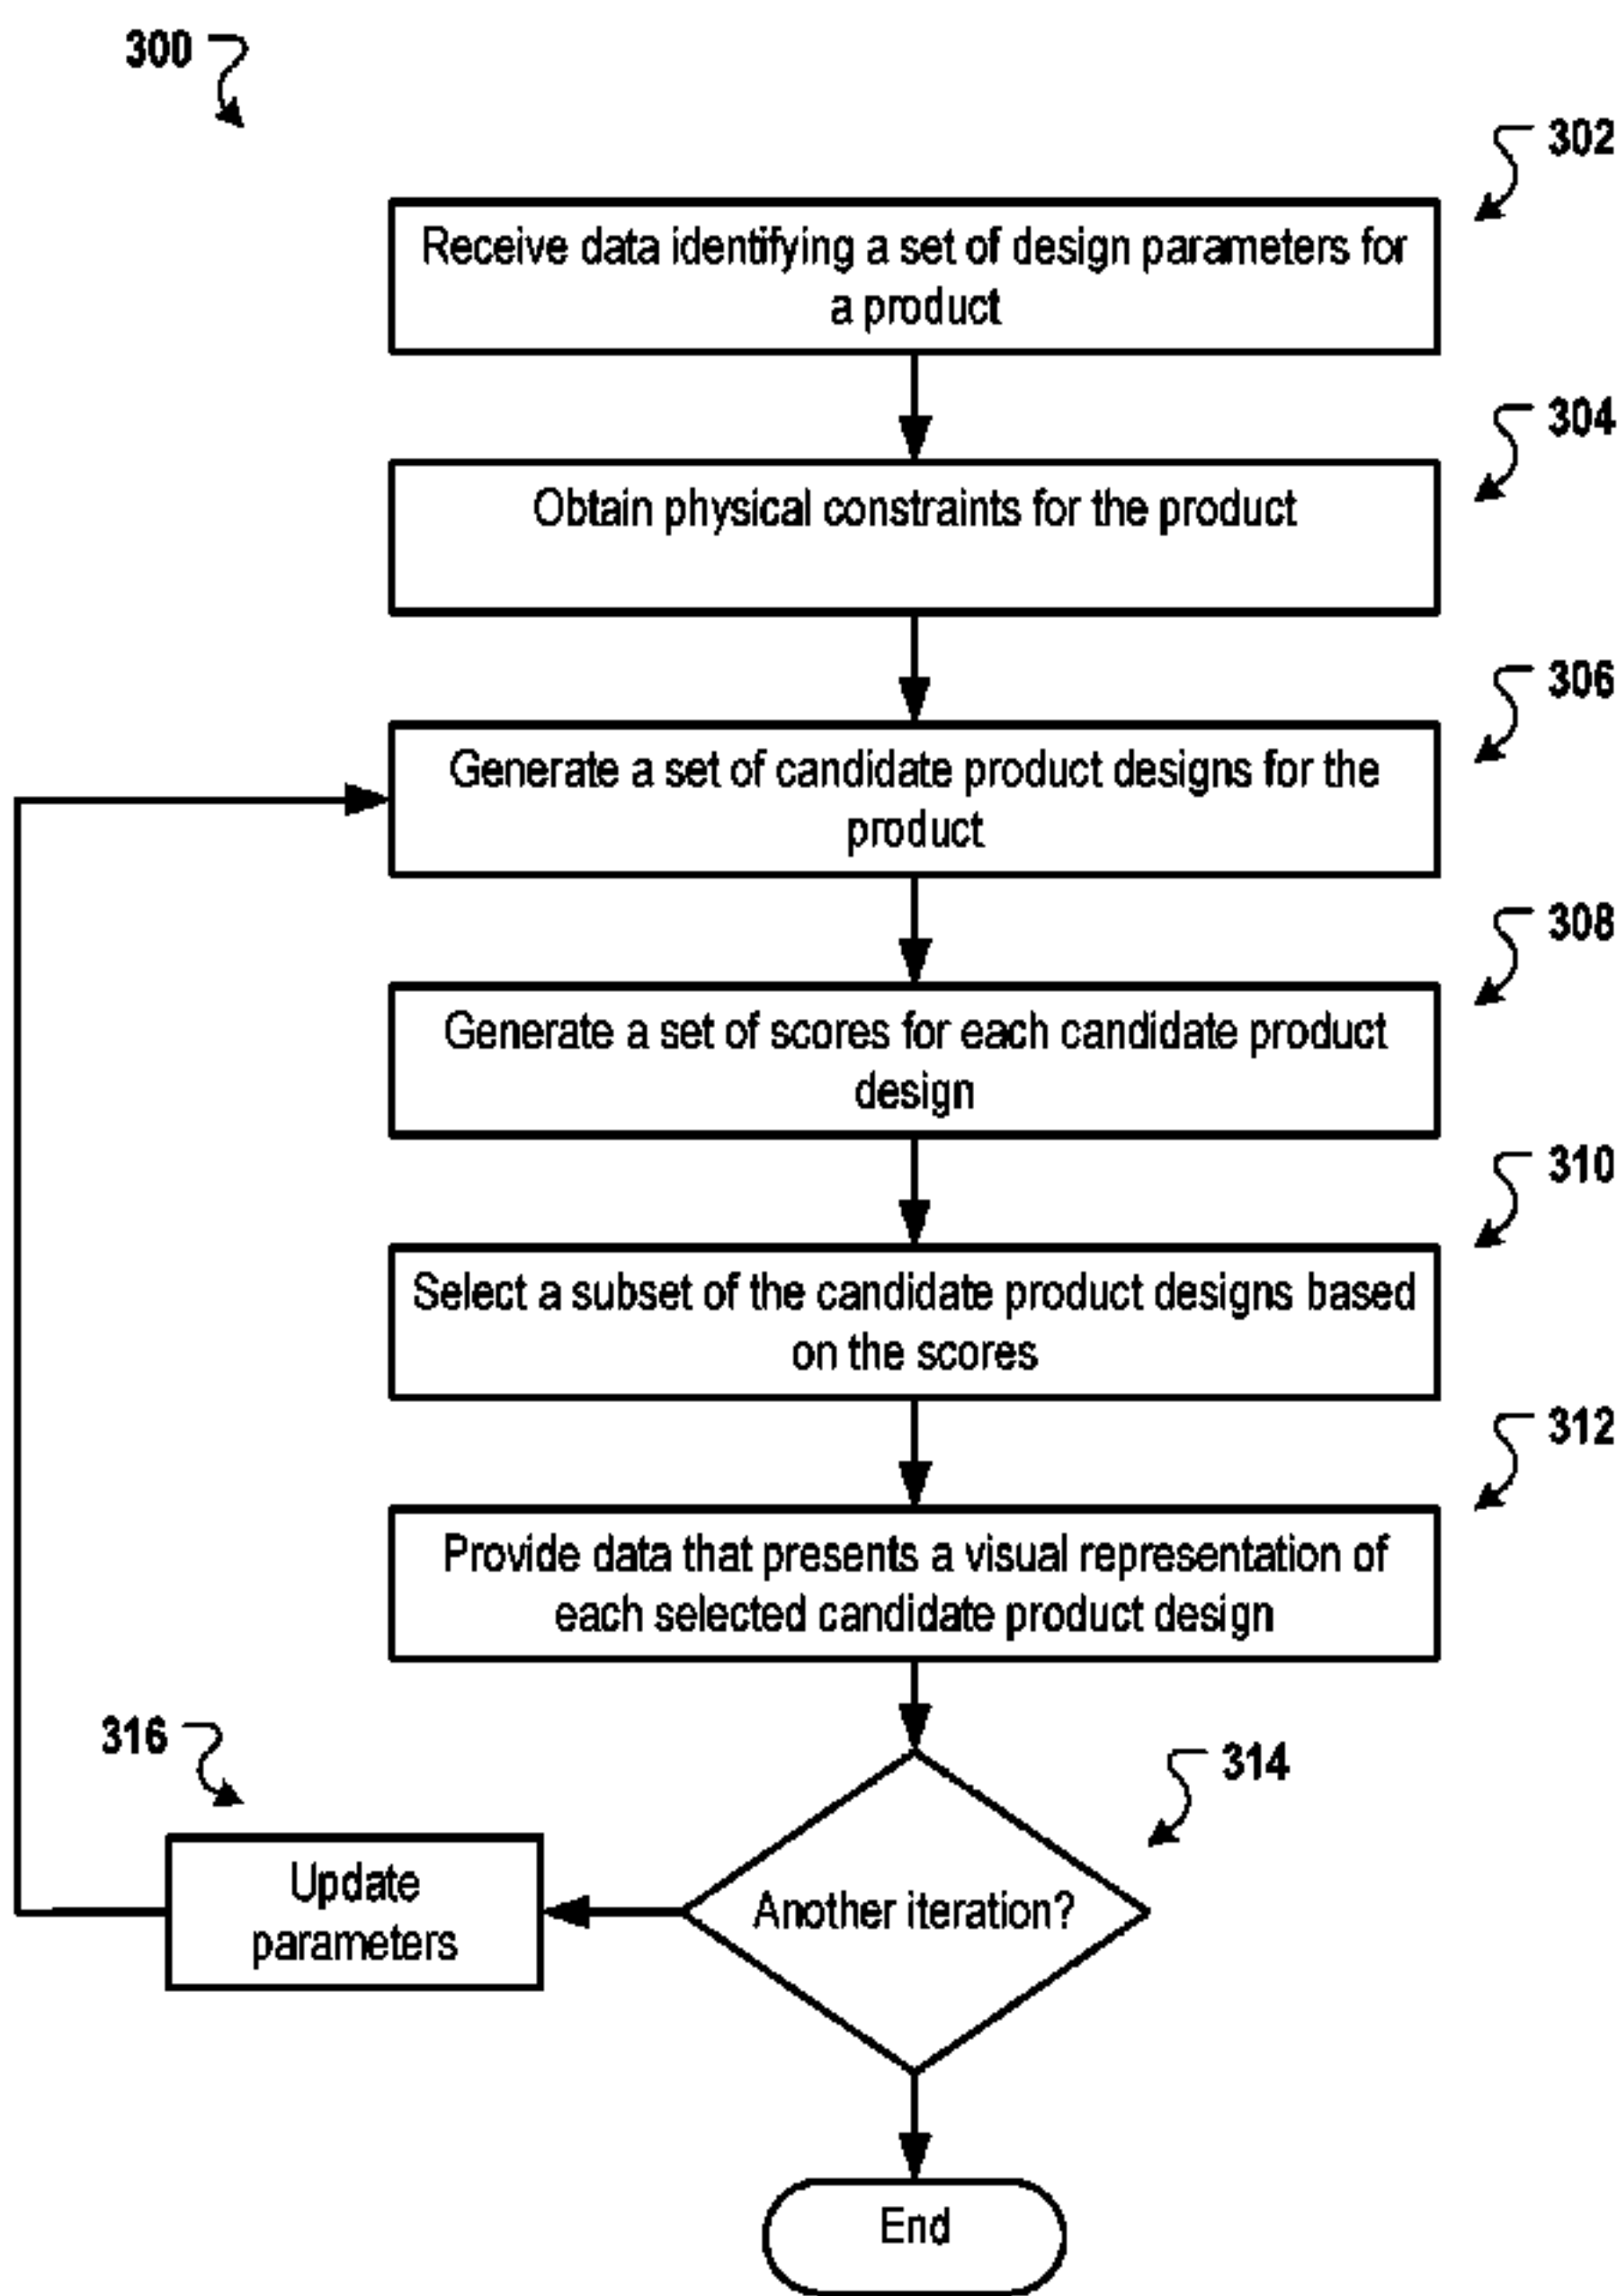 300
302
Receive data identifying a set of design parameters for
a product
304
Obtain physical constraints for the product
306
Generate a set of candidate product designs for the
product
308
Generate a set of scores for each candidate product
design
310
Select a subset of the candidate product designs based
on the scores
312
Provide data that presents a visual representation of
each selected candidate product design
316
314
Update
parameters
Another iteration?
End